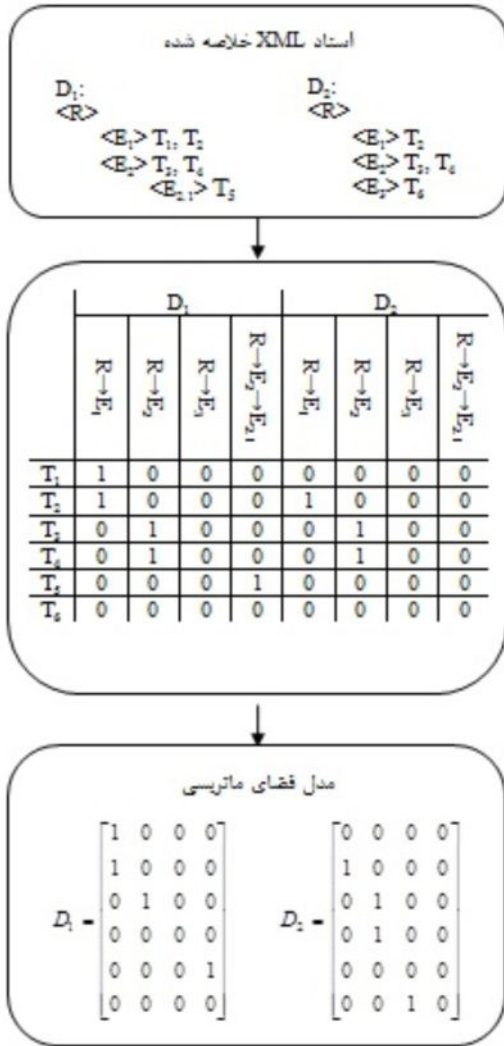 اسناد XML خلاصه شده
D₁:
<R>
<E₁> T₁, T₂
<E₂> T₃, T₄
<E₂.₁> T₅
D₂:
<R>
<E₁> T₂
<E₂> T₃, T₄
<E₃> T₆
D₁ D₂
R→E₁ R→E₂ R→E₃ R→E₂→E₂.₁ R→E₁ R→E₂ R→E₃ R→E₂→E₂.₁
T₁ 1 0 0 0 0 0 0 0
T₂ 1 0 0 0 1 0 0 0
T₃ 0 1 0 0 0 1 0 0
T₄ 0 1 0 0 0 1 0 0
T₅ 0 0 0 1 0 0 0 0
T₆ 0 0 0 0 0 0 0 0
مدل فضای ماتریسی
D₁ =
1 0 0 0
1 0 0 0
0 1 0 0
0 0 0 0
0 0 0 1
0 0 0 0
D₂ =
0 0 0 0
1 0 0 0
0 1 0 0
0 1 0 0
0 0 0 0
0 0 1 0